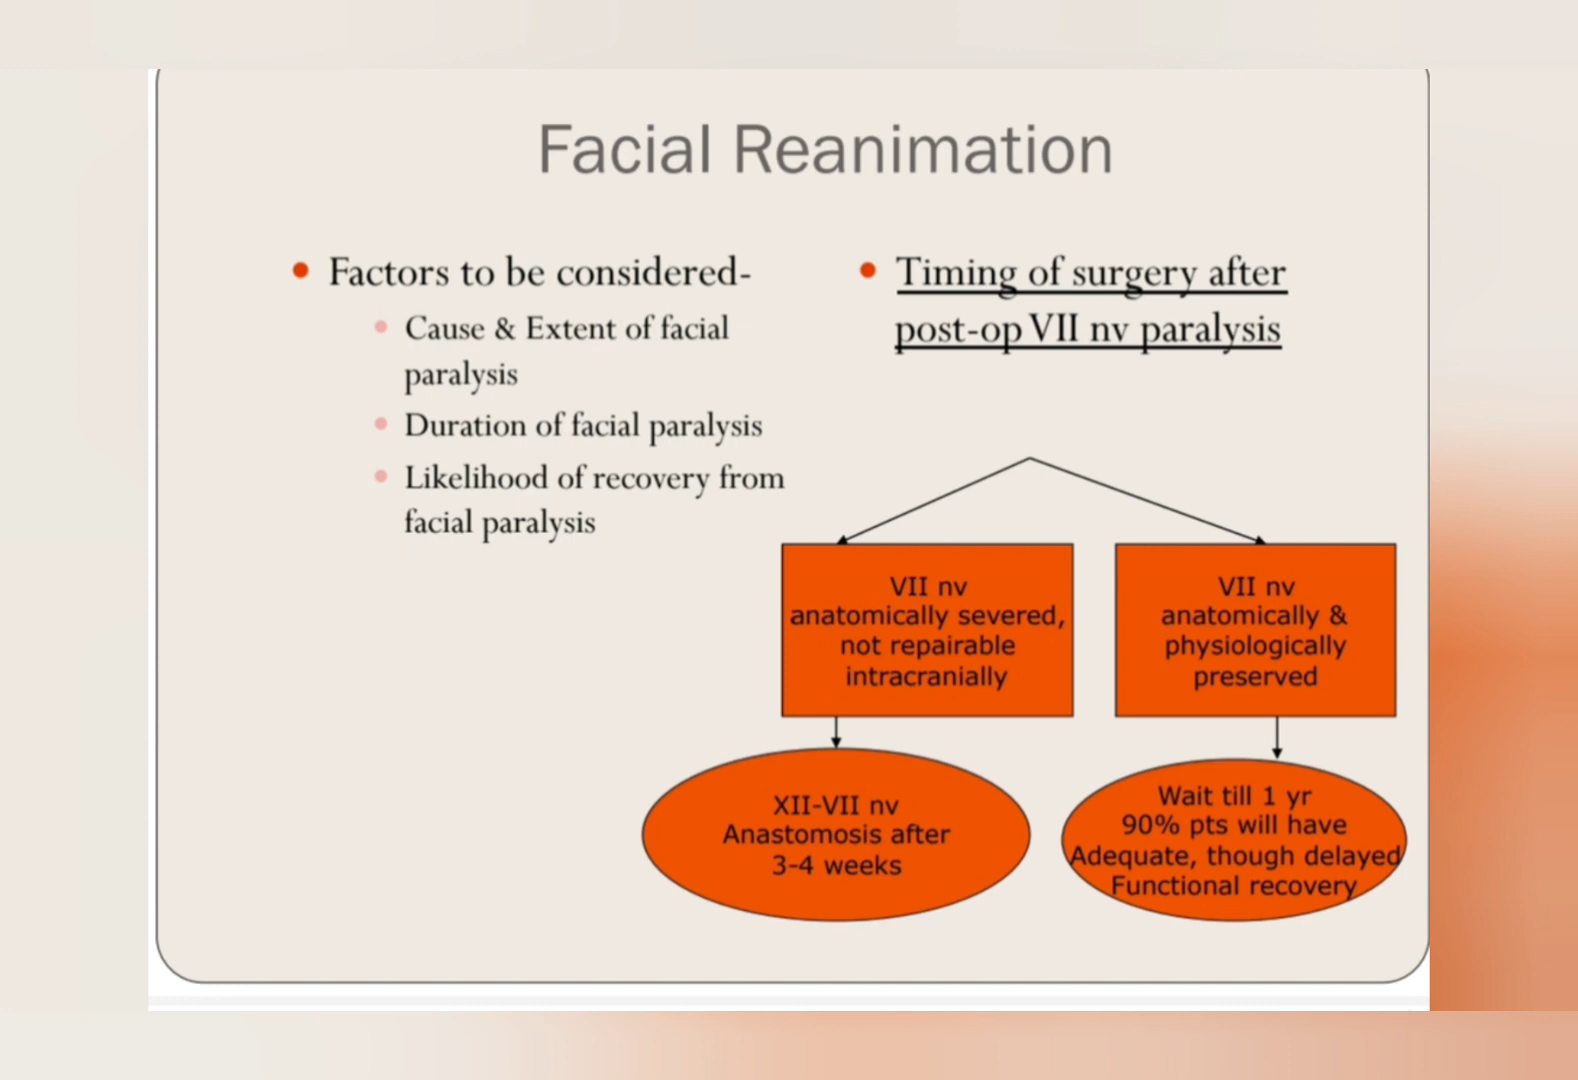 Facial Reanimation
Factors to be considered-
Cause & Extent of facial
paralysis
Duration of facial paralysis
Likelihood of recovery from
facial paralysis
Timing of surgery after
post-op VII nv paralysis
VII nv
anatomically severed,
not repairable
intracranially
VII nv
anatomically &
physiologically
preserved
XII-VII nv
Anastomosis after
3-4 weeks
Wait till 1 yr
90% pts will have
Adequate, though delayed
Functional recovery